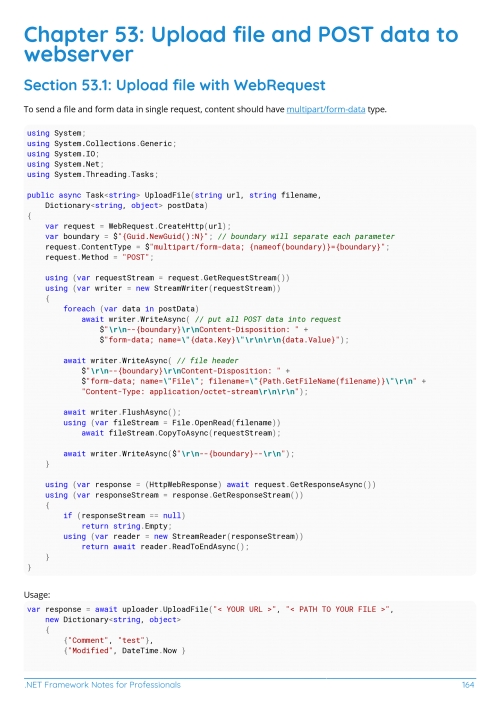 Chapter 53: Upload file and POST data to
webserver
Section 53.1: Upload file with WebRequest
To send a file and form data in single request, content should have multipart/form-data type.
using System;
using System.Collections.Generic;
using System.IO;
using System.Net;
using System.Threading.Tasks;
public async Task<string> UploadFile(string url, string filename,
    Dictionary<string, object> postData)
{
    var request = WebRequest.CreateHttp(url);
    var boundary = $"{Guid.NewGuid():N}"; // boundary will separate each parameter
    request.ContentType = $"multipart/form-data; {nameof(boundary)}={boundary}";
    request.Method = "POST";
    using (var requestStream = request.GetRequestStream())
    using (var writer = new StreamWriter(requestStream))
    {
        foreach (var data in postData)
            await writer.WriteAsync( // put all POST data into request
                $"\r\n--{boundary}\r\nContent-Disposition: " +
                $"form-data; name=\"{data.Key}\"\r\n\r\n{data.Value}");
        await writer.WriteAsync( // file header
            $"\r\n--{boundary}\r\nContent-Disposition: " +
            $"form-data; name=\"File\"; filename=\"{Path.GetFileName(filename)}\"\r\n" +
            "Content-Type: application/octet-stream\r\n\r\n");
        await writer.FlushAsync();
        using (var fileStream = File.OpenRead(filename))
            await fileStream.CopyToAsync(requestStream);
        await writer.WriteAsync($"\r\n--{boundary}--\r\n");
    }
    using (var response = (HttpWebResponse) await request.GetResponseAsync())
    using (var responseStream = response.GetResponseStream())
    {
        if (responseStream == null)
            return string.Empty;
        using (var reader = new StreamReader(responseStream))
            return await reader.ReadToEndAsync();
    }
}
Usage:
var response = await uploader.UploadFile("< YOUR URL >", "< PATH TO YOUR FILE >",
    new Dictionary<string, object>
    {
        {"Comment", "test"},
        {"Modified", DateTime.Now }
.NET Framework Notes for Professionals
164